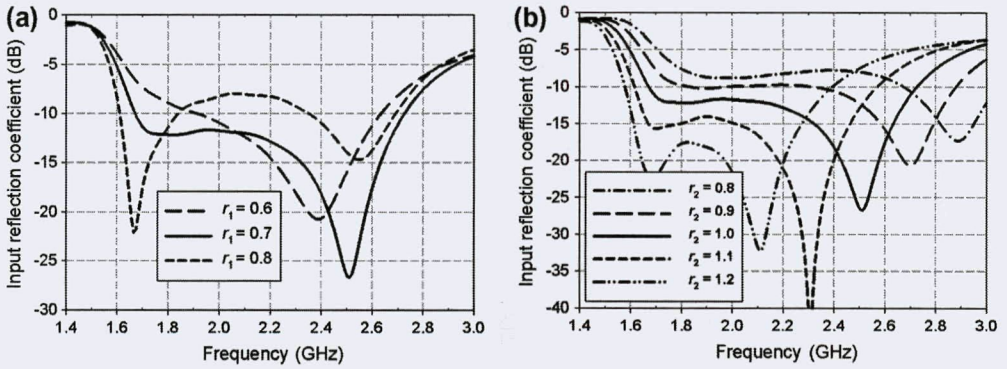 (a)
Input reflection coefficient (dB)
0
-5
-10
-15
-20
-25
-30
r1 = 0.6
r1 = 0.7
r1 = 0.8
1.4 1.6 1.8 2.0 2.2 2.4 2.6 2.8 3.0
Frequency (GHz)
(b)
Input reflection coefficient (dB)
0
-5
-10
-15
-20
-25
-30
-35
-40
r2 = 0.8
r2 = 0.9
r2 = 1.0
r2 = 1.1
r2 = 1.2
1.4 1.6 1.8 2.0 2.2 2.4 2.6 2.8 3.0
Frequency (GHz)